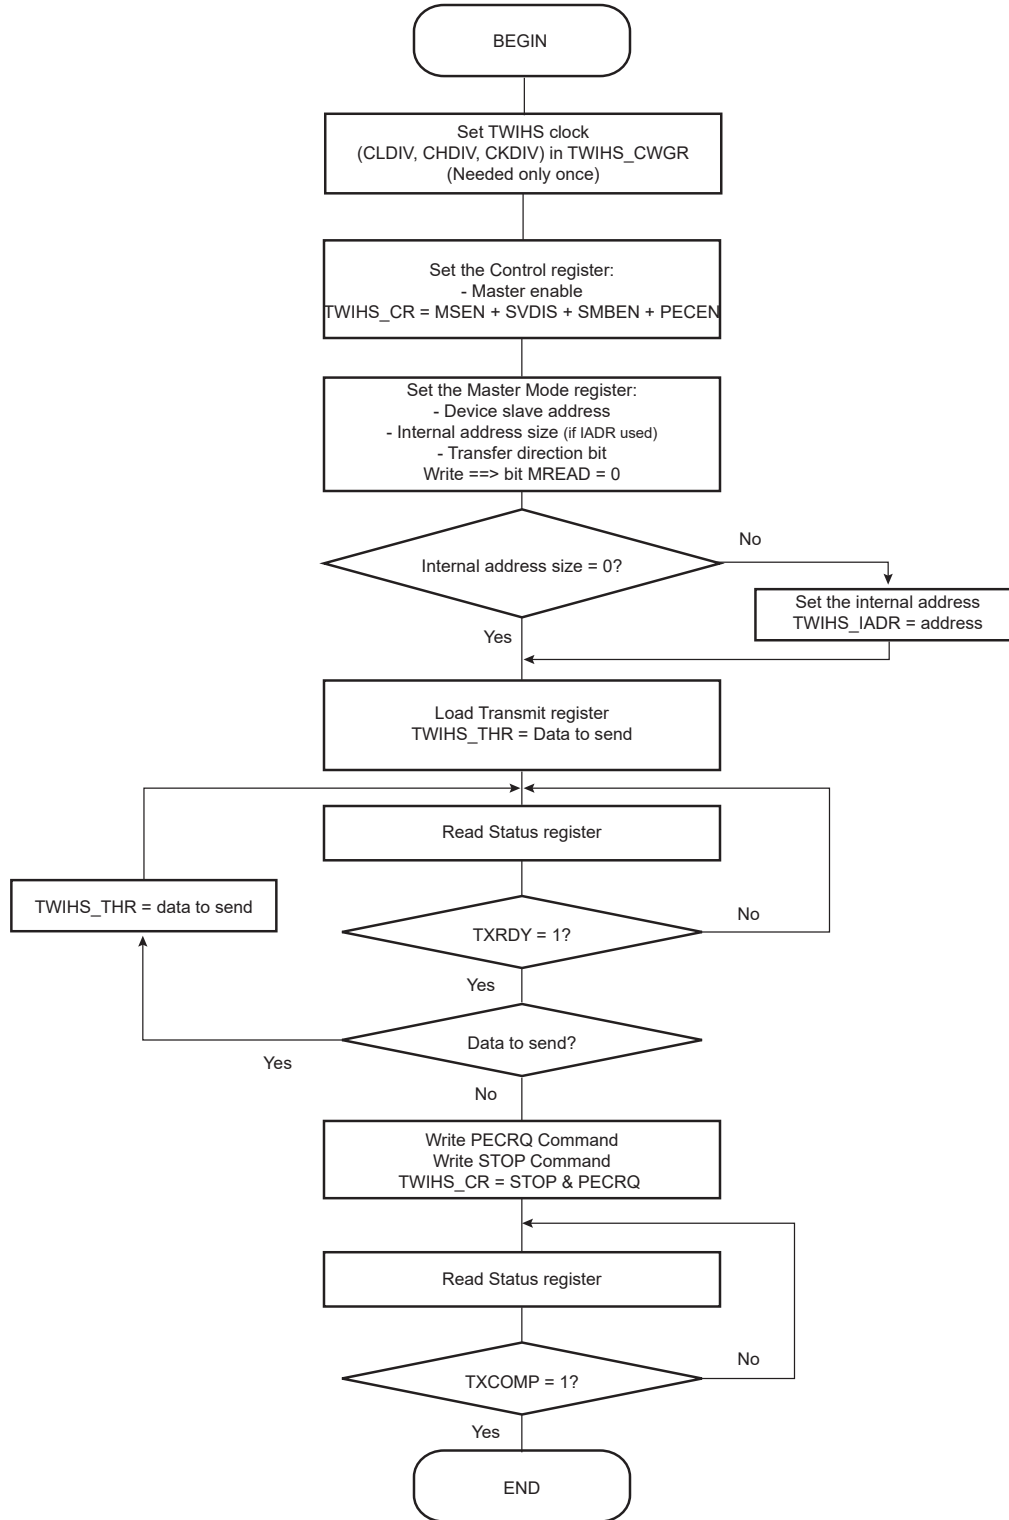 BEGIN
Set TWIHS clock
(CLDIV, CHDIV, CKDIV) in TWIHS_CWGR
(Needed only once)
Set the Control register:
- Master enable
TWIHS_CR = MSEN + SVDIS + SMBEN + PECEN
Set the Master Mode register:
- Device slave address
- Internal address size (if IADR used)
- Transfer direction bit
Write ==> bit MREAD = 0
No
Internal address size = 0?
Set the internal address
TWIHS_IADR = address
Yes
Load Transmit register
TWIHS_THR = Data to send
Read Status register
TWIHS_THR = data to send
No
TXRDY = 1?
Yes
Data to send?
Yes
No
Write PECRQ Command
Write STOP Command
TWIHS_CR = STOP & PECRQ
Read Status register
No
TXCOMP = 1?
Yes
END